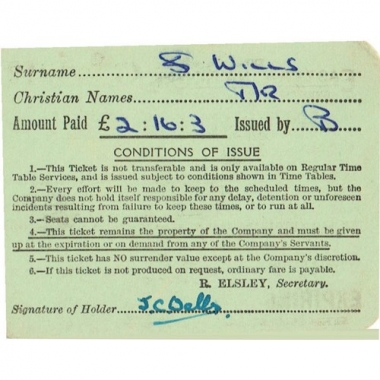 Surname S Wills
Christian Names Mr
Amount Paid £2:16:3 Issued by B
CONDITIONS OF ISSUE
1.—This Ticket is not transferable and is only available on Regular Time
Table Services, and is issued subject to conditions shown in Time Tables.
2.—Every effort will be made to keep to the scheduled times, but the
Company does not hold itself responsible for any delay, detention or unforeseen
incidents resulting from failure to keep these times, or to run at all.
3.—Seats cannot be guaranteed.
4.—This ticket remains the property of the Company and must be given
up at the expiration or on demand from any of the Company's Servants.
5.—This ticket has NO surrender value except at the Company's discretion.
6.—If this ticket is not produced on request, ordinary fare is payable.
R. ELSLEY, Secretary.
Signature of Holder